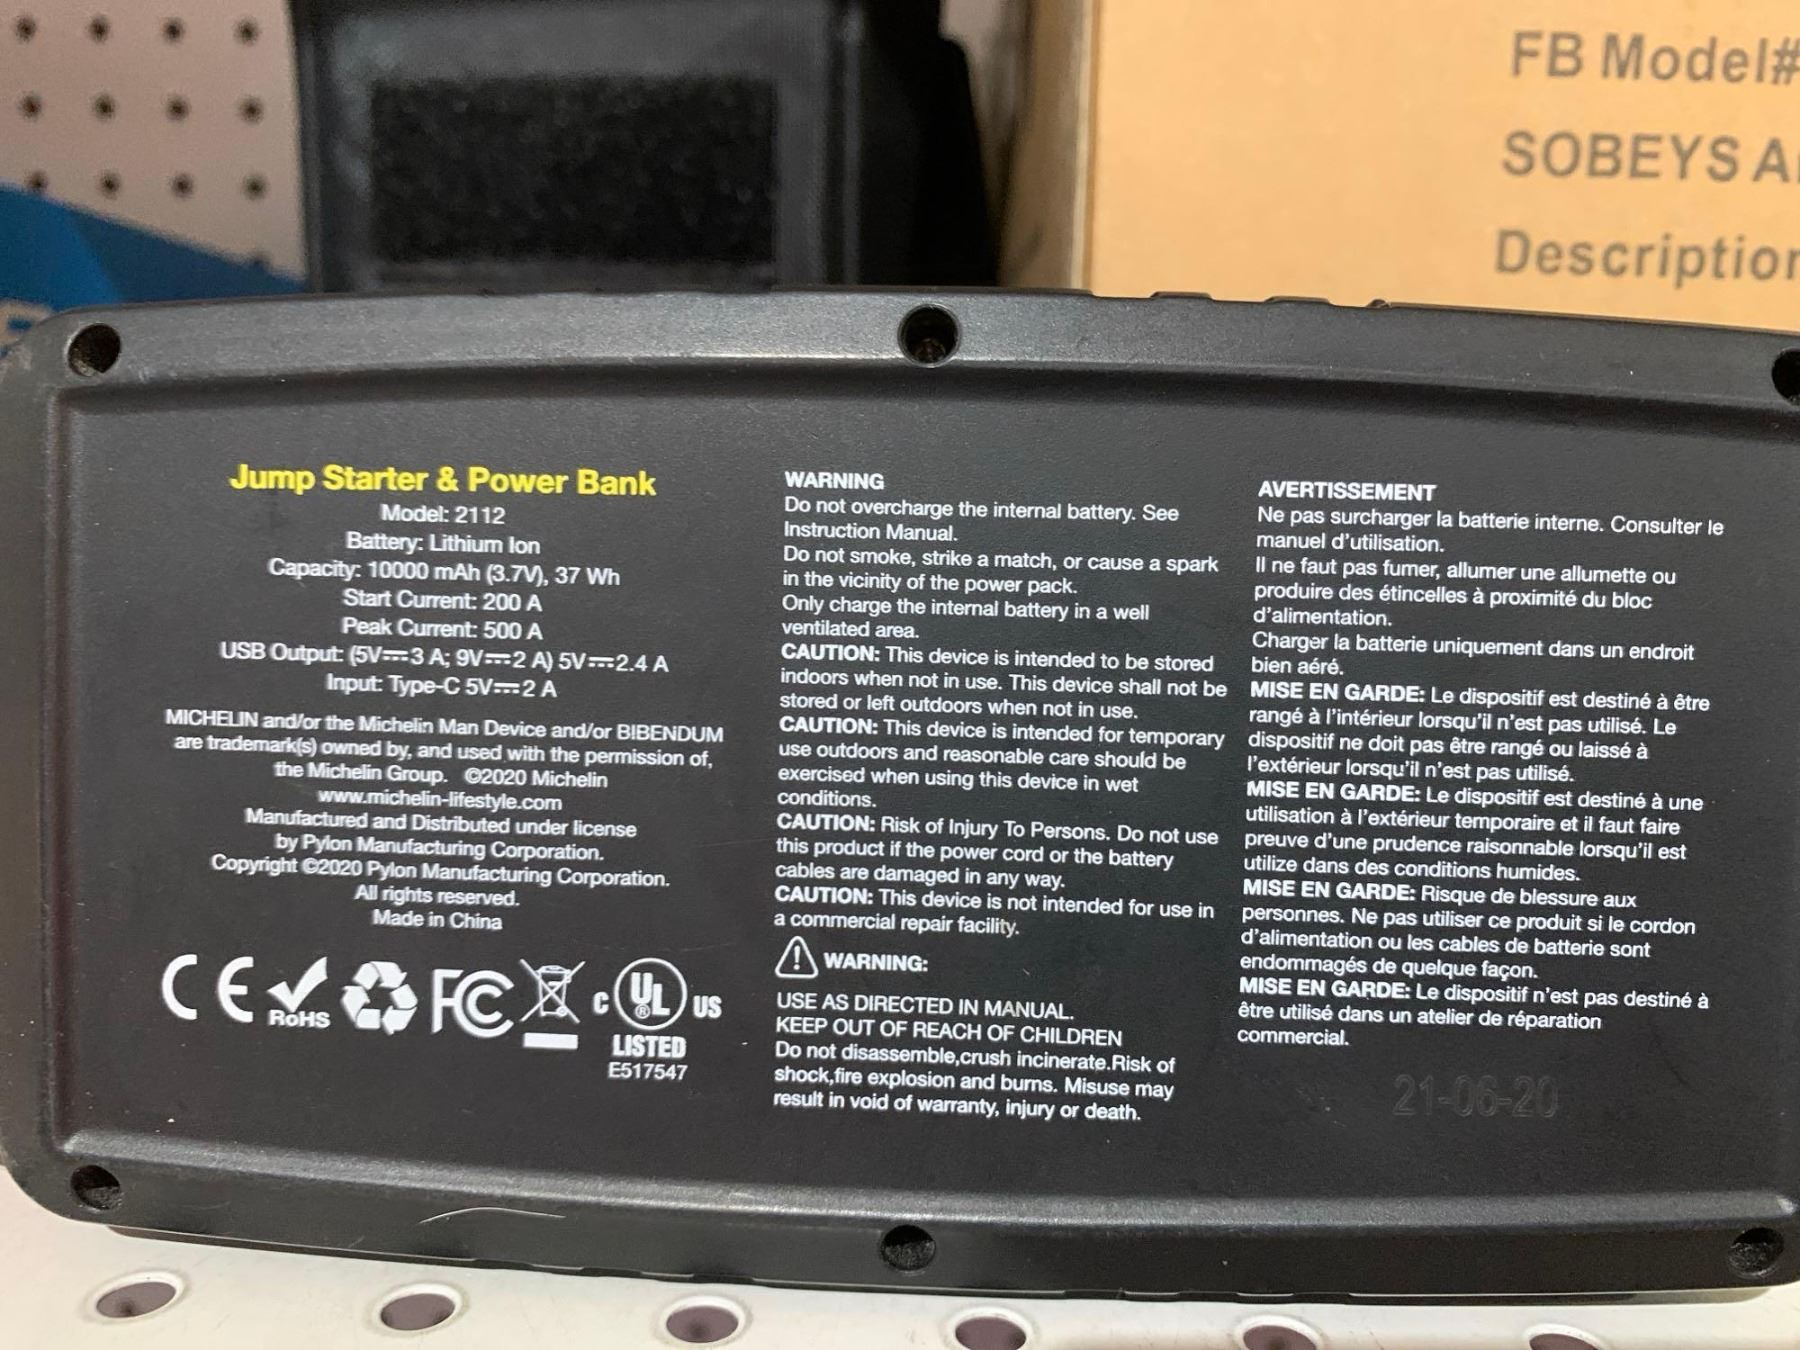 FB Model#
SOBEYS
Description
Jump Starter & Power Bank
Model: 2112
Battery: Lithium Ion
Capacity: 10000 mAh (3.7V), 37 Wh
Start Current: 200 A
Peak Current: 500 A
USB Output: (5V⎓3 A; 9V⎓2 A) 5V⎓2.4 A
Input: Type-C 5V⎓2 A
MICHELIN and/or the Michelin Man Device and/or BIBENDUM
are trademark(s) owned by, and used with the permission of,
the Michelin Group. ©2020 Michelin
www.michelin-lifestyle.com
Manufactured and Distributed under license
by Pylon Manufacturing Corporation.
Copyright ©2020 Pylon Manufacturing Corporation.
All rights reserved.
Made in China
CE RoHS FC C UL ® US
LISTED
E517547
WARNING
Do not overcharge the internal battery. See
Instruction Manual.
Do not smoke, strike a match, or cause a spark
in the vicinity of the power pack.
Only charge the internal battery in a well
ventilated area.
CAUTION: This device is intended to be stored
indoors when not in use. This device shall not be
stored or left outdoors when not in use.
CAUTION: This device is intended for temporary
use outdoors and reasonable care should be
exercised when using this device in wet
conditions.
CAUTION: Risk of Injury To Persons. Do not use
this product if the power cord or the battery
cables are damaged in any way.
CAUTION: This device is not intended for use in
a commercial repair facility.
WARNING:
USE AS DIRECTED IN MANUAL.
KEEP OUT OF REACH OF CHILDREN
Do not disassemble,crush incinerate.Risk of
shock,fire explosion and burns. Misuse may
result in void of warranty, injury or death.
AVERTISSEMENT
Ne pas surcharger la batterie interne. Consulter le
manuel d'utilisation.
Il ne faut pas fumer, allumer une allumette ou
produire des étincelles à proximité du bloc
d'alimentation.
Charger la batterie uniquement dans un endroit
bien aéré.
MISE EN GARDE: Le dispositif est destiné à être
rangé à l'intérieur lorsqu'il n'est pas utilisé. Le
dispositif ne doit pas être rangé ou laissé à
l'extérieur lorsqu'il n'est pas utilisé.
MISE EN GARDE: Le dispositif est destiné à une
utilisation à l'extérieur temporaire et il faut faire
preuve d'une prudence raisonnable lorsqu'il est
utilize dans des conditions humides.
MISE EN GARDE: Risque de blessure aux
personnes. Ne pas utiliser ce produit si le cordon
d'alimentation ou les cables de batterie sont
endommagés de quelque façon.
MISE EN GARDE: Le dispositif n'est pas destiné à
être utilisé dans un atelier de réparation
commercial.
21-06-20